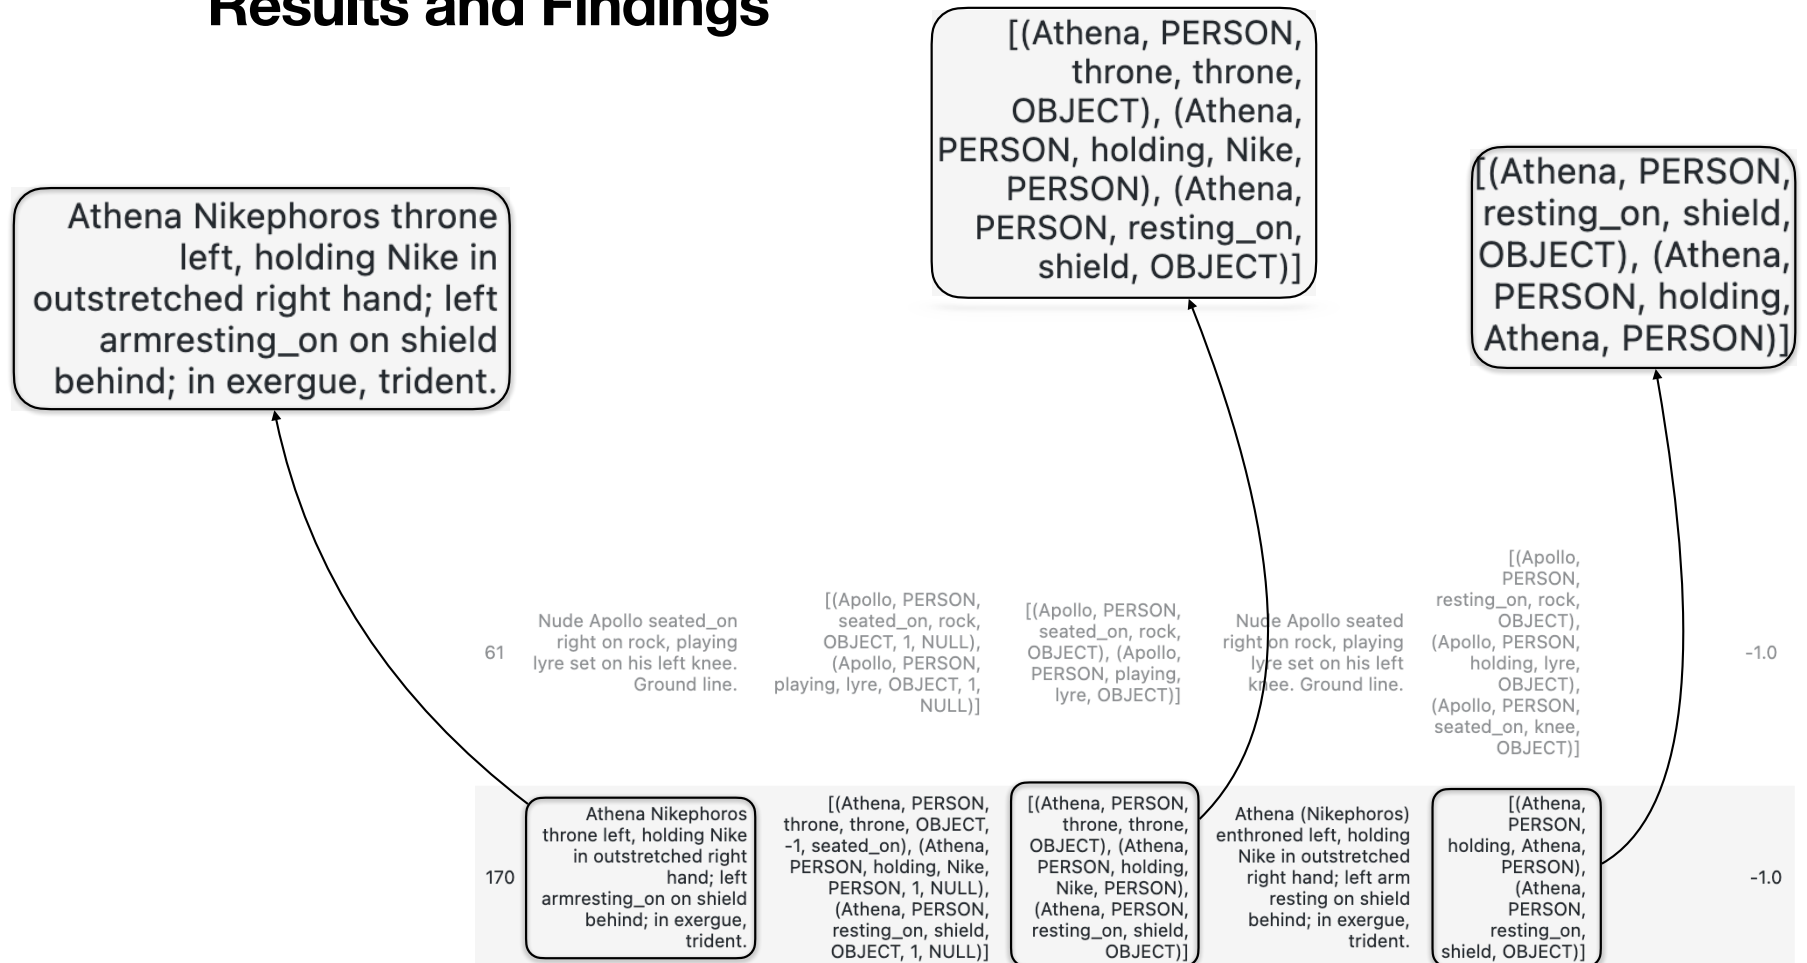 Results and Findings
[(Athena, PERSON,
throne, throne,
OBJECT), (Athena,
PERSON, holding, Nike,
PERSON), (Athena,
PERSON, resting_on,
shield, OBJECT)]
[(Athena, PERSON,
resting_on, shield,
OBJECT), (Athena,
PERSON, holding,
Athena, PERSON)]
Athena Nikephoros throne
left, holding Nike in
outstretched right hand; left
armresting_on on shield
behind; in exergue, trident.
61
Nude Apollo seated_on
right on rock, playing
lyre set on his left knee.
Ground line.
[(Apollo, PERSON,
seated_on, rock,
OBJECT, 1, NULL),
(Apollo, PERSON,
playing, lyre, OBJECT, 1,
NULL)]
[(Apollo, PERSON,
seated_on, rock,
OBJECT), (Apollo,
PERSON, playing,
lyre, OBJECT)]
Nude Apollo seated
right on rock, playing
lyre set on his left
knee. Ground line.
[(Apollo,
PERSON,
resting_on, rock,
OBJECT),
(Apollo, PERSON,
holding, lyre,
OBJECT),
(Apollo, PERSON,
seated_on, knee,
OBJECT)]
-1.0
170
Athena Nikephoros
throne left, holding Nike
in outstretched right
hand; left
armresting_on on shield
behind; in exergue,
trident.
[(Athena, PERSON,
throne, throne, OBJECT,
-1, seated_on), (Athena,
PERSON, holding, Nike,
PERSON, 1, NULL),
(Athena, PERSON,
resting_on, shield,
OBJECT, 1, NULL)]
[(Athena, PERSON,
throne, throne,
OBJECT), (Athena,
PERSON, holding,
Nike, PERSON),
(Athena, PERSON,
resting_on, shield,
OBJECT)]
Athena (Nikephoros)
enthroned left, holding
Nike in outstretched
right hand; left arm
resting on shield
behind; in exergue,
trident.
[(Athena,
PERSON,
holding, Athena,
PERSON),
(Athena,
PERSON,
resting_on,
shield, OBJECT)]
-1.0